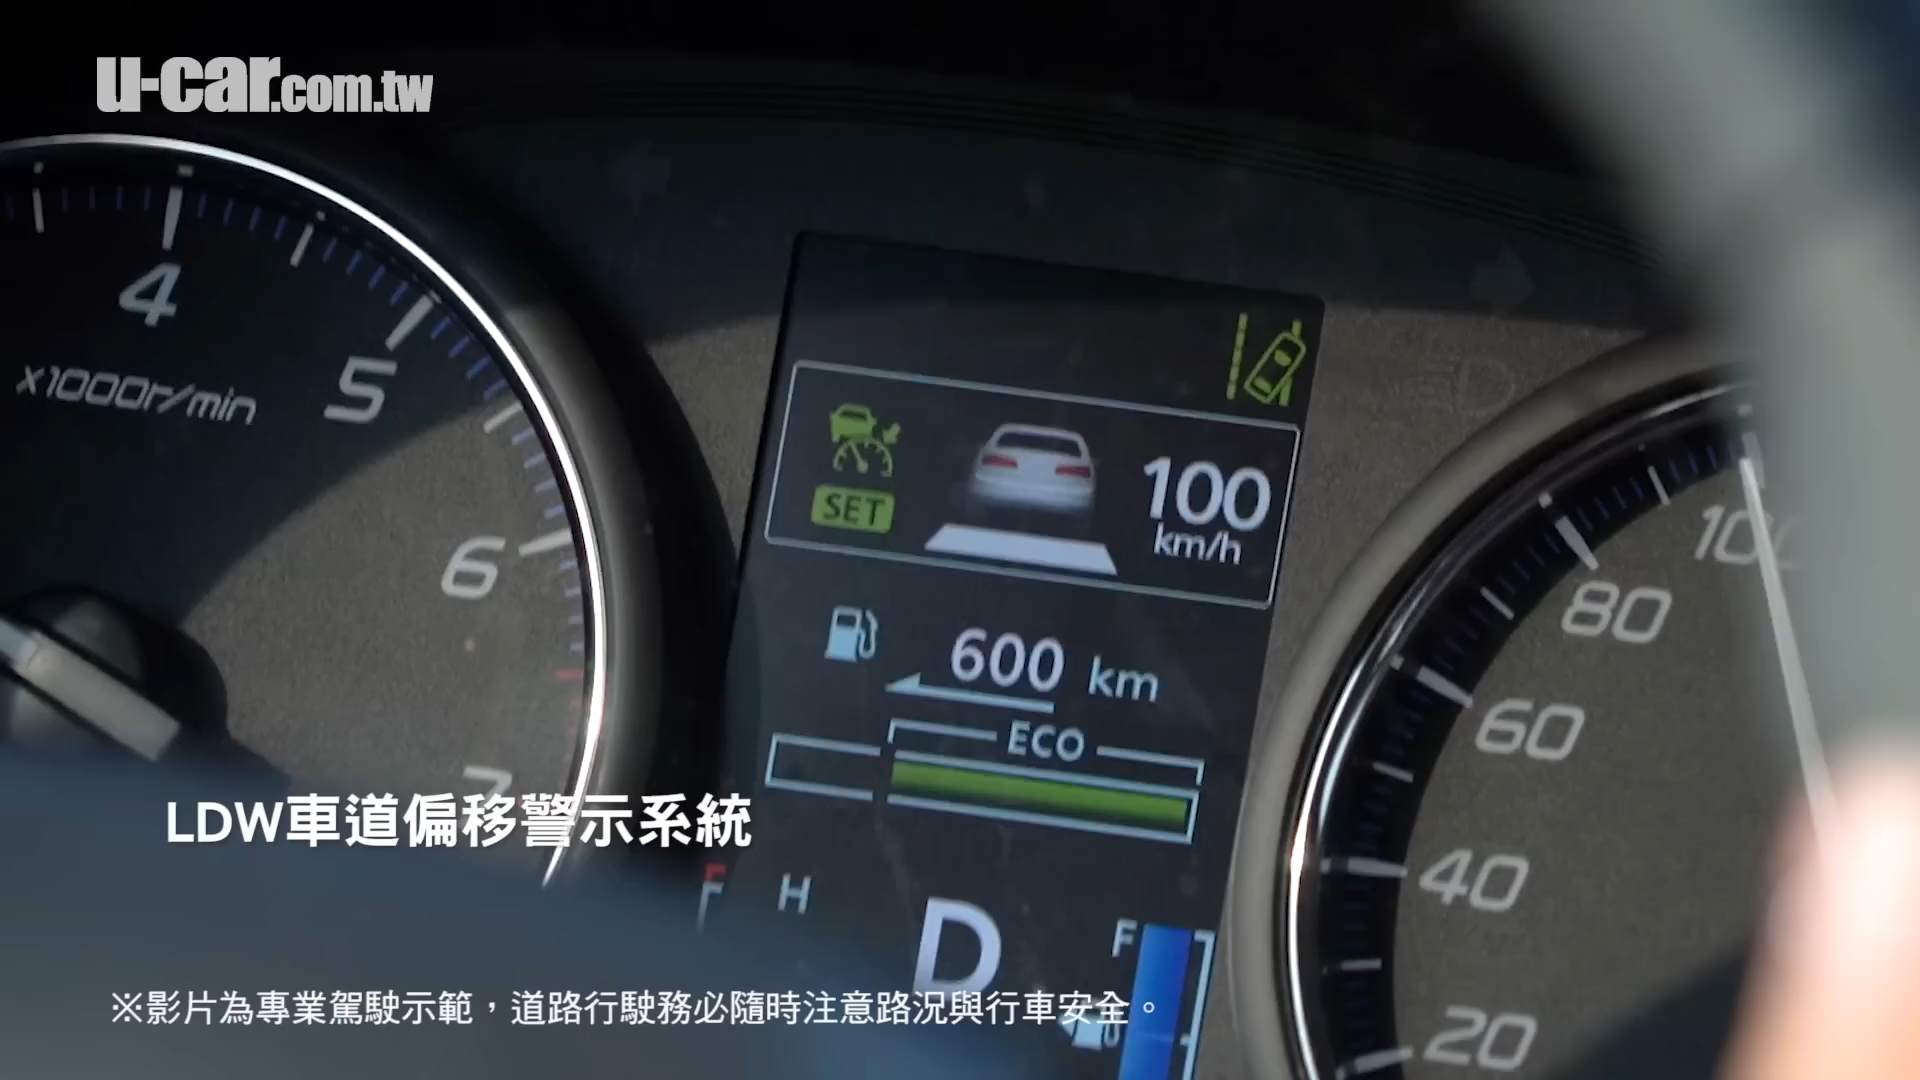 u-car.com.tw
4
x1000r/min
5
6
7
SET
100
km/h
600 km
ECO
H
D
F
100
80
60
40
20
LDW車道偏移警示系統
※影片為專業駕駛示範，道路行駛務必隨時注意路況與行車安全。